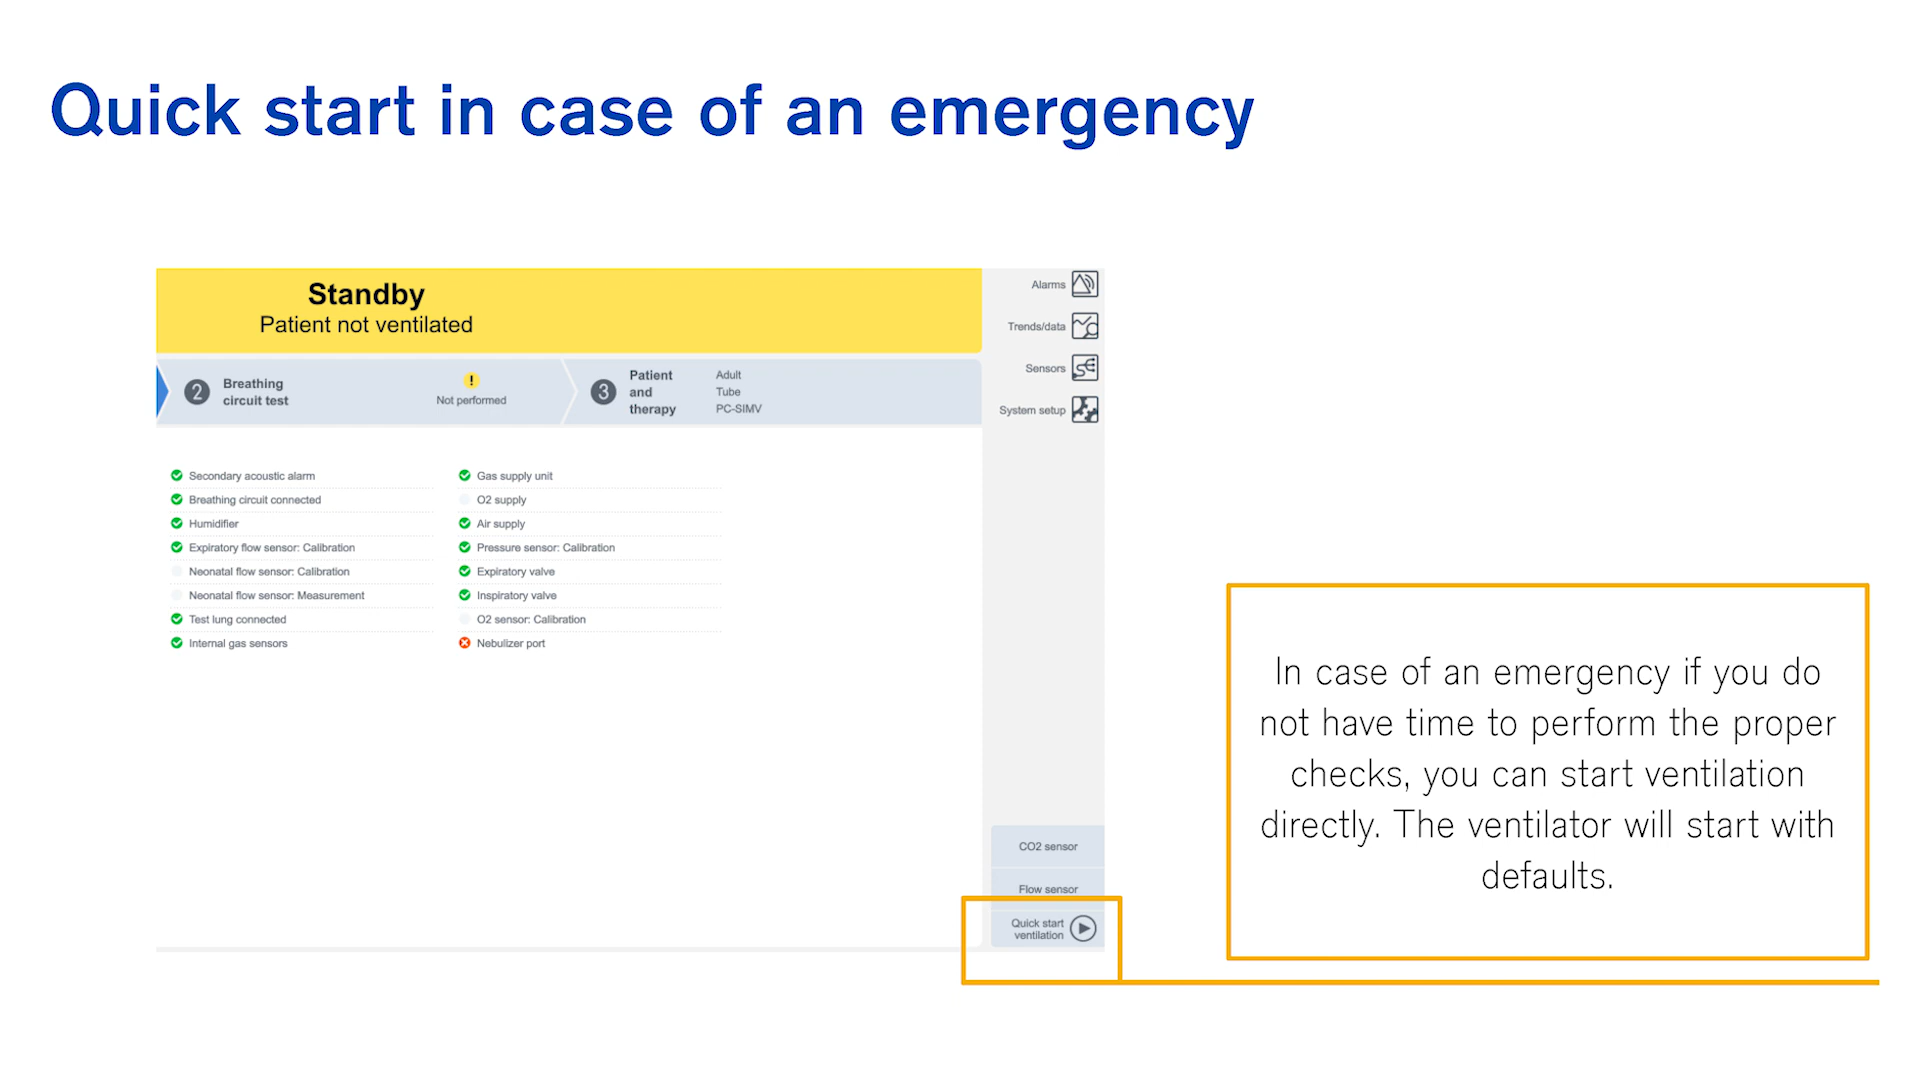 Quick start in case of an emergency
Standby
Patient not ventilated
2
Breathing
circuit test
!
Not performed
3
Patient
and
therapy
Adult
Tube
PC-SIMV
Alarms
Trends/data
Sensors
System setup
Secondary acoustic alarm
Breathing circuit connected
Humidifier
Expiratory flow sensor: Calibration
Neonatal flow sensor: Calibration
Neonatal flow sensor: Measurement
Test lung connected
Internal gas sensors
Gas supply unit
O2 supply
Air supply
Pressure sensor: Calibration
Expiratory valve
Inspiratory valve
O2 sensor: Calibration
Nebulizer port
CO2 sensor
Flow sensor
Quick start
ventilation
In case of an emergency if you do
not have time to perform the proper
checks, you can start ventilation
directly. The ventilator will start with
defaults.